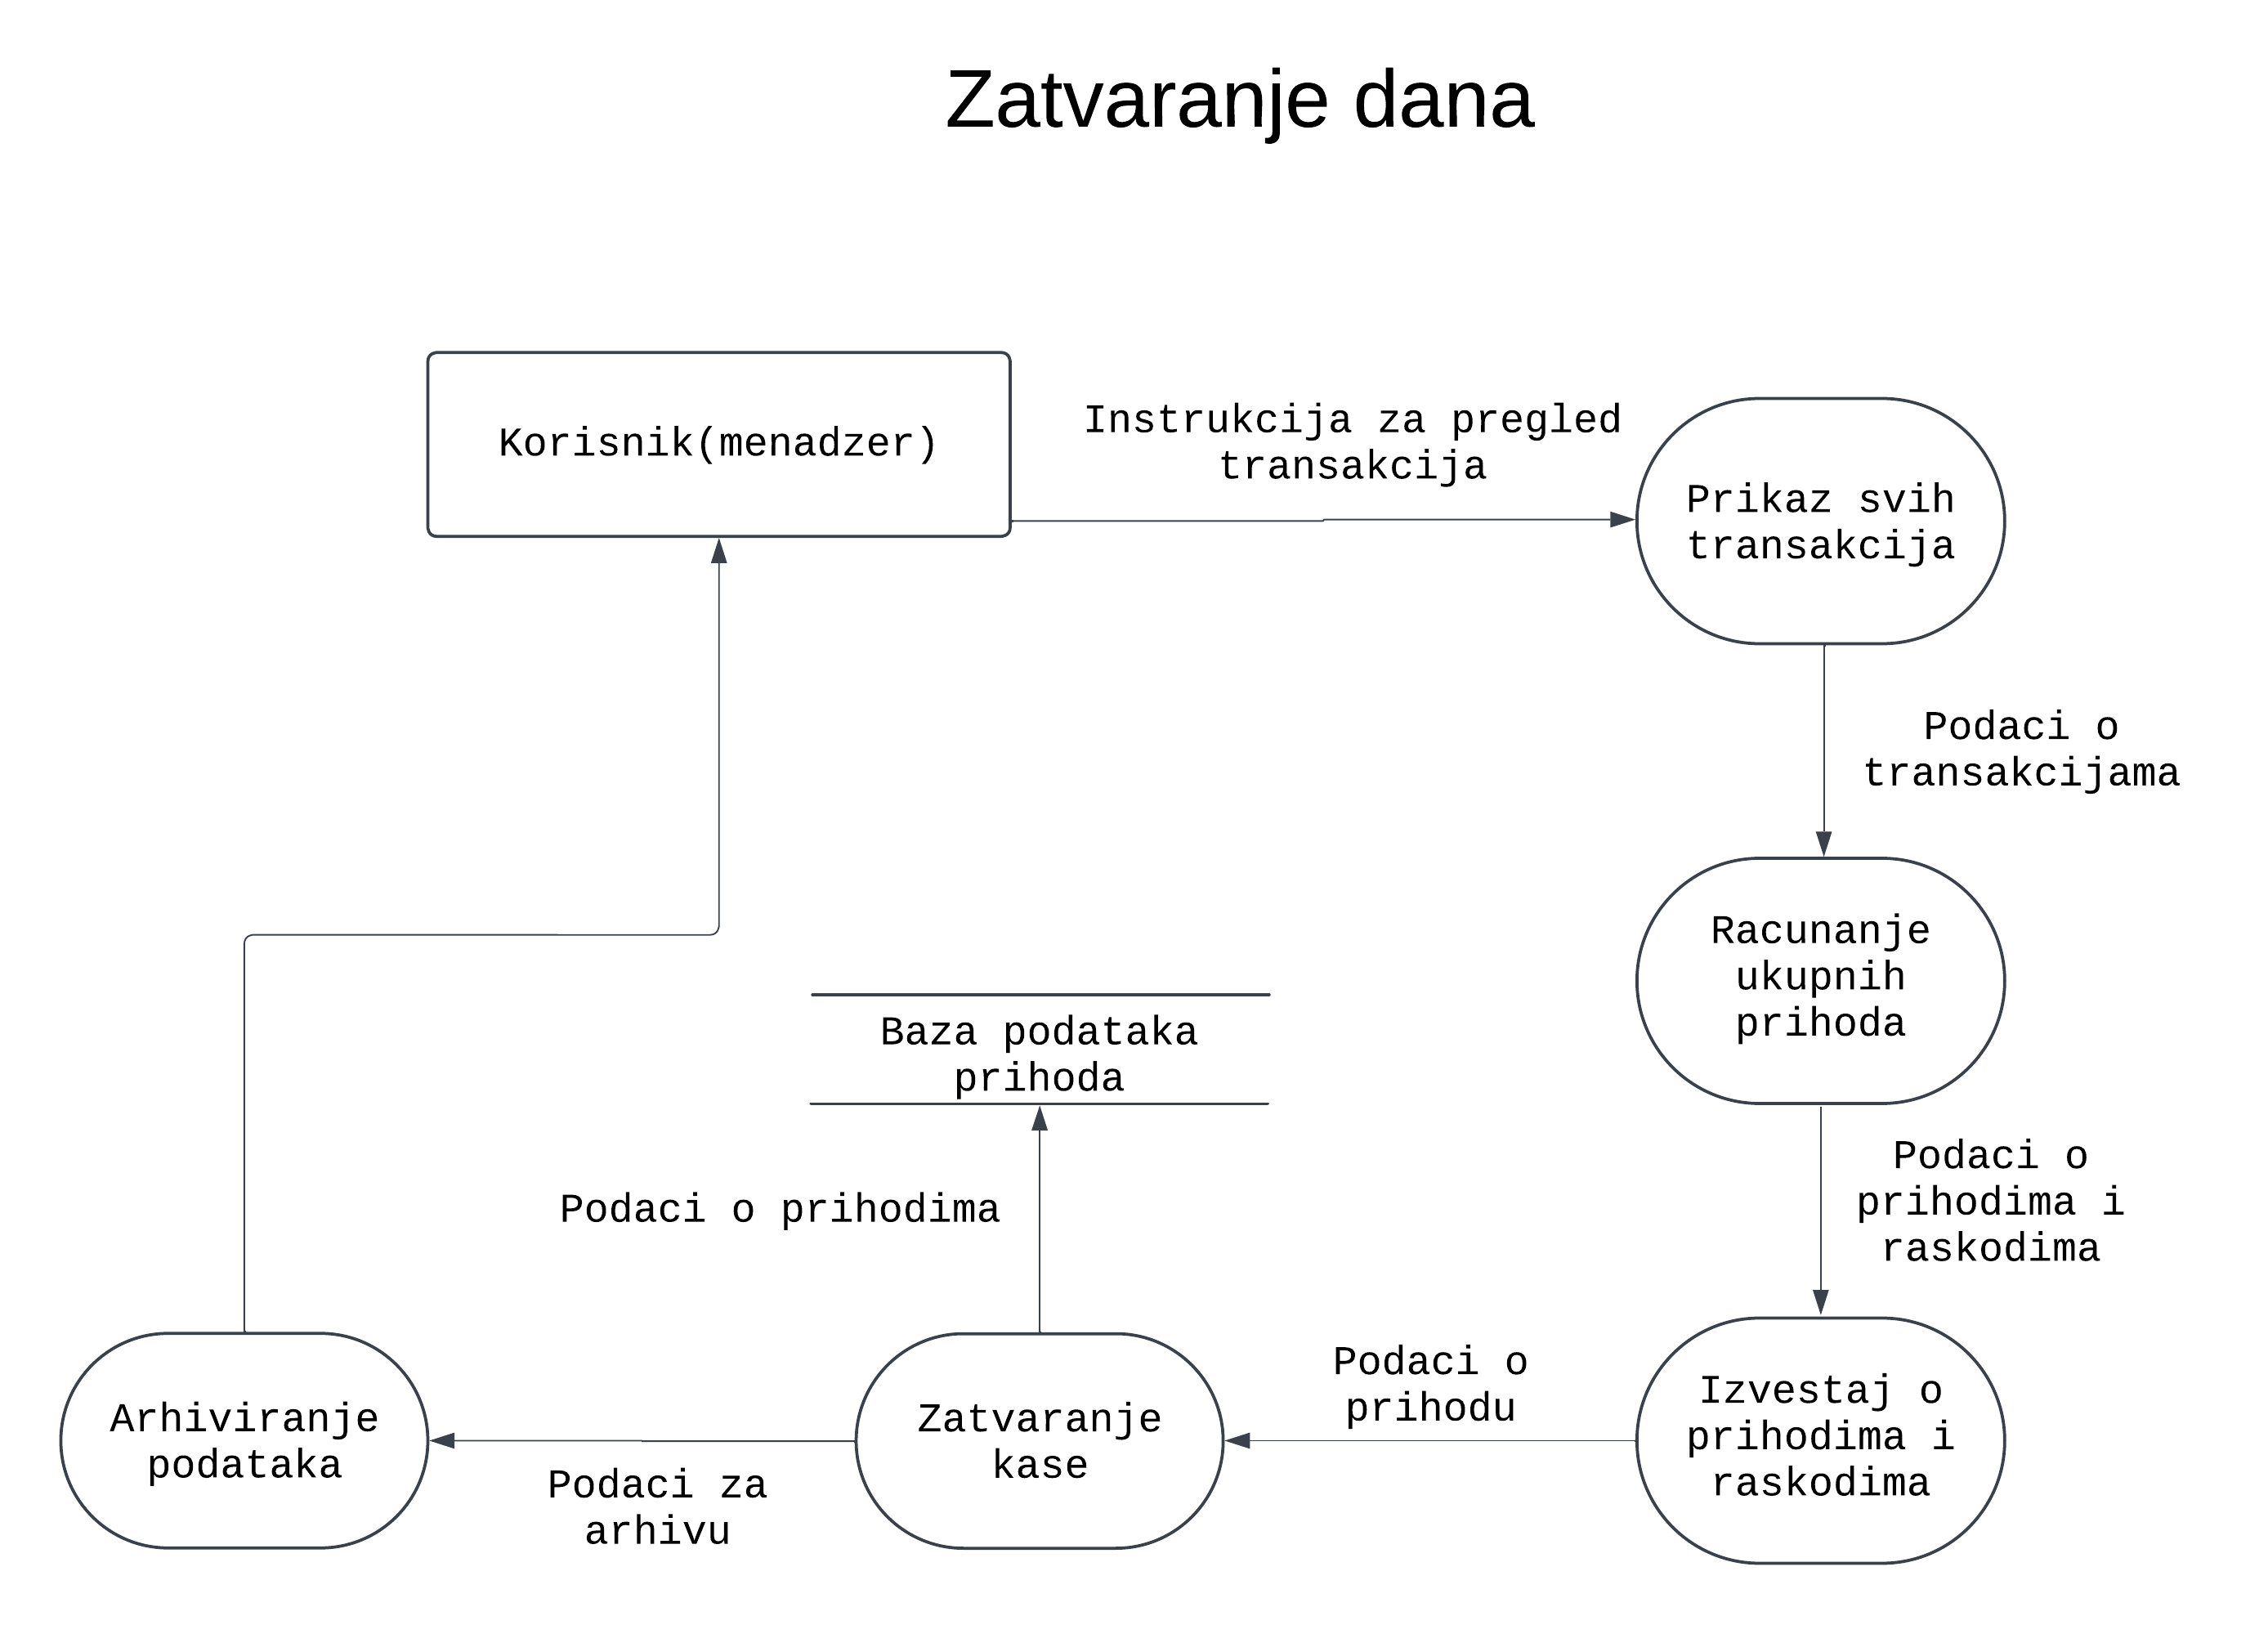 Zatvaranje dana
Korisnik(menadzer)
Instrukcija za pregled
transakcija
Prikaz svih
transakcija
Podaci o
transakcijama
Racunanje
ukupnih
prihoda
Baza podataka
prihoda
Podaci o
prihodima i
raskodima
Podaci o prihodima
Podaci o
prihodu
Izvestaj o
prihodima i
raskodima
Zatvaranje
kase
Arhiviranje
podataka
Podaci za
arhivu